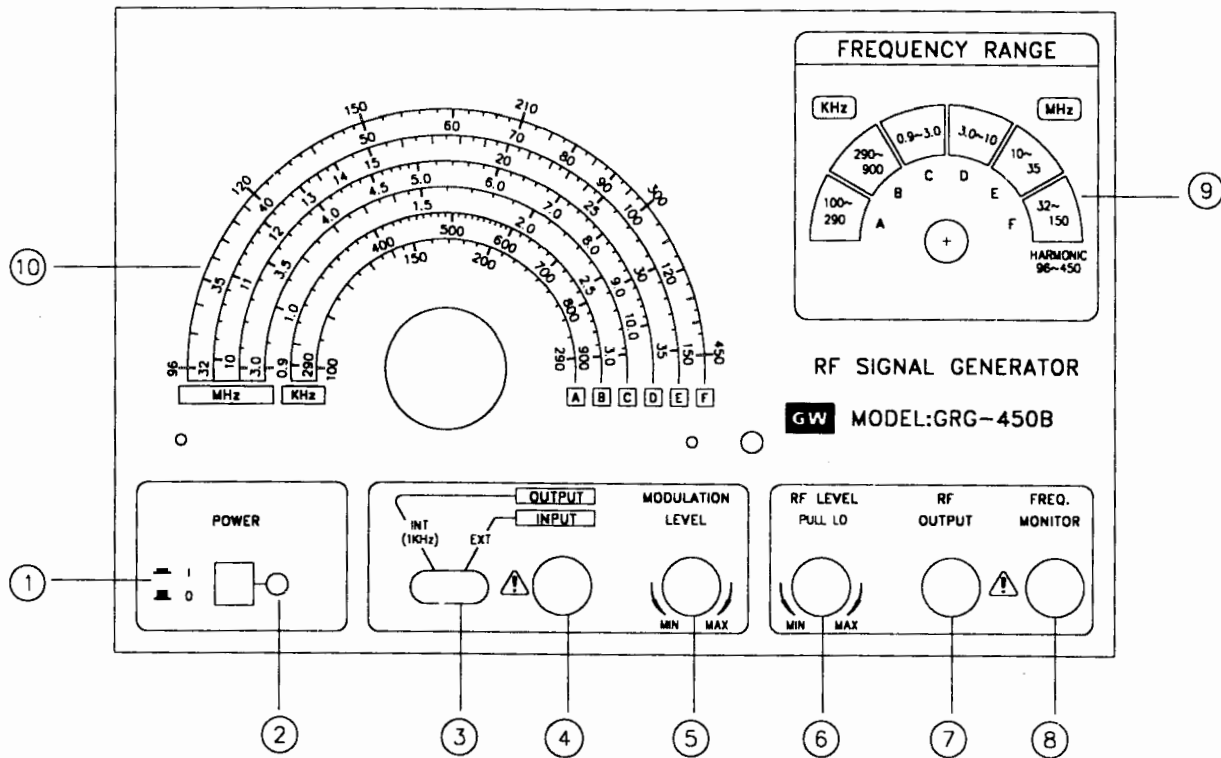 FREQUENCY RANGE
KHz
MHz
100~
290
290~
900
0.9~3.0
3.0~10
10~
35
32~
150
A
B
C
D
E
F
HARMONIC
96~450
96
120
150
210
300
450
32
35
40
50
60
70
80
90
100
120
150
10
11
12
13
14
15
20
25
30
35
3.0
3.5
4.0
4.5
5.0
6.0
7.0
8.0
9.0
10.0
0.9
1.0
1.5
2.0
2.5
3.0
290
400
500
600
700
800
900
100
150
200
290
MHz
KHz
A
B
C
D
E
F
RF SIGNAL GENERATOR
GW MODEL:GRG-450B
POWER
I
0
OUTPUT
INPUT
INT
(1KHz)
EXT
MODULATION
LEVEL
MIN MAX
RF LEVEL
PULL LO
MIN MAX
RF
OUTPUT
FREQ.
MONITOR
1
2
3
4
5
6
7
8
9
10